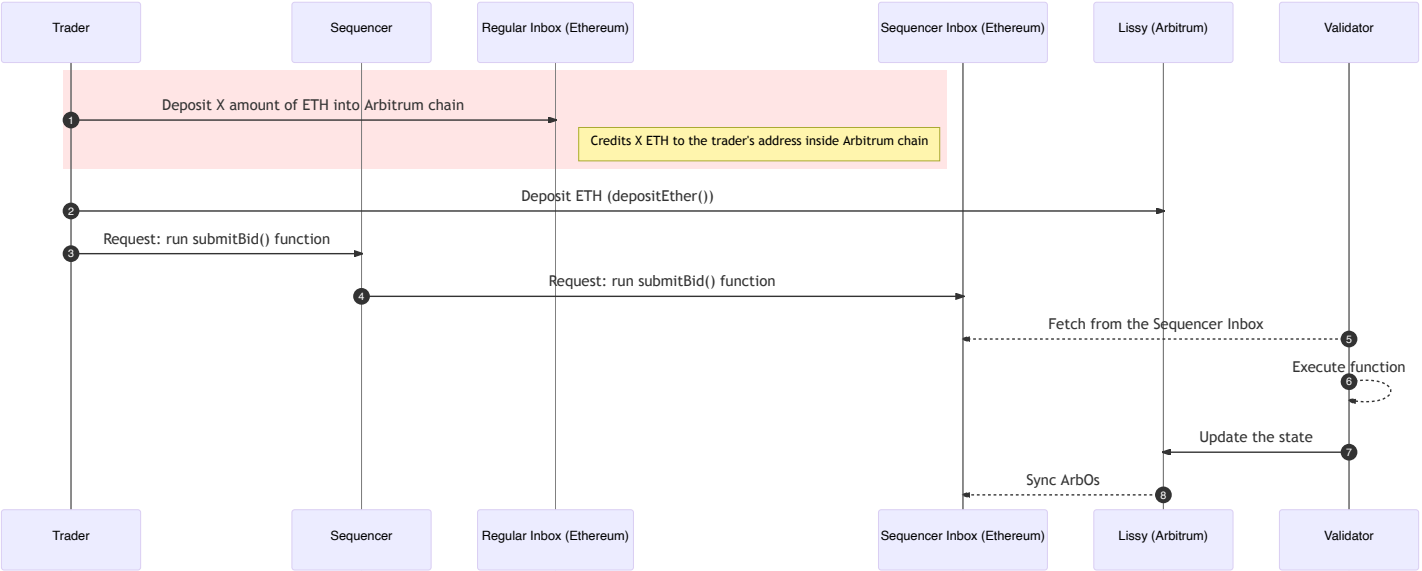 Trader
Sequencer
Regular Inbox (Ethereum)
Sequencer Inbox (Ethereum)
Lissy (Arbitrum)
Validator
Deposit X amount of ETH into Arbitrum chain
1
Credits X ETH to the trader's address inside Arbitrum chain
Deposit ETH (depositEther())
2
Request: run submitBid() function
3
Request: run submitBid() function
4
Fetch from the Sequencer Inbox
5
Execute function
6
Update the state
7
Sync ArbOs
8
Trader
Sequencer
Regular Inbox (Ethereum)
Sequencer Inbox (Ethereum)
Lissy (Arbitrum)
Validator